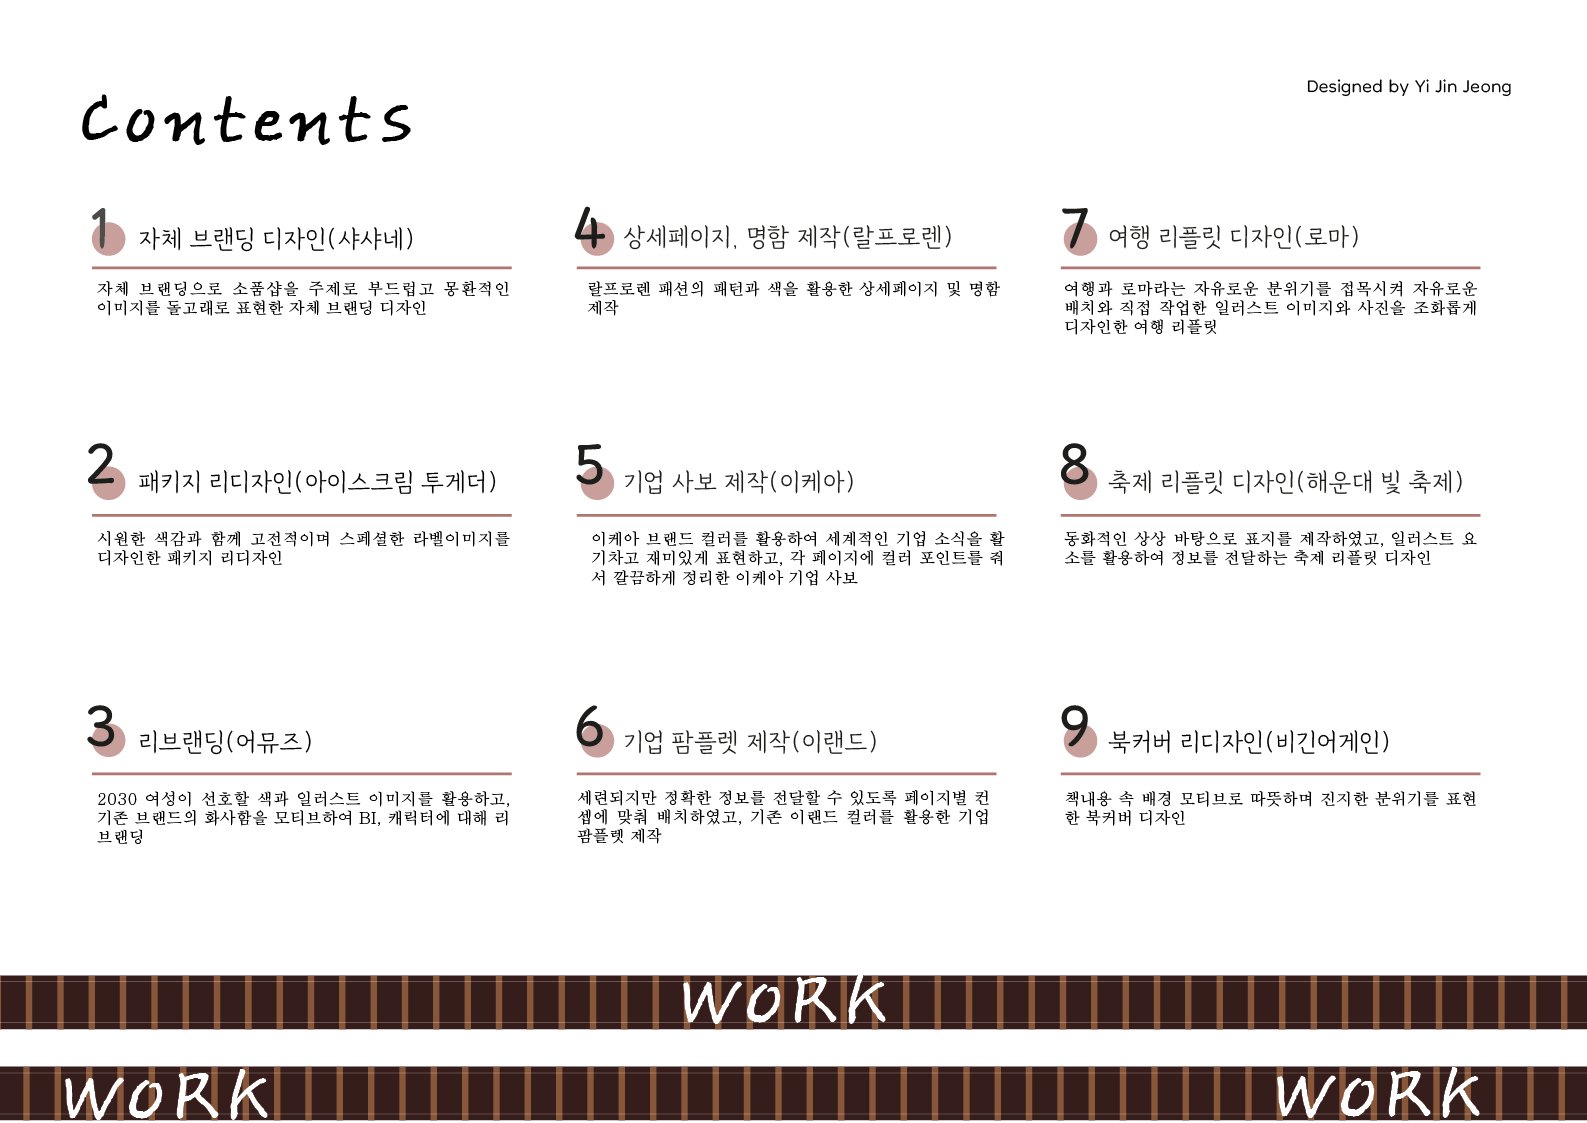 Designed by Yi Jin Jeong
Contents
1 자체 브랜딩 디자인(샤샤네)
자체 브랜딩으로 소품샵을 주제로 부드럽고 몽환적인
이미지를 돌고래로 표현한 자체 브랜딩 디자인
2 패키지 리디자인(아이스크림 투게더)
시원한 색감과 함께 고전적이며 스페셜한 라벨이미지를
디자인한 패키지 리디자인
3 리브랜딩(어뮤즈)
2030 여성이 선호할 색과 일러스트 이미지를 활용하고,
기존 브랜드의 화사함을 모티브하여 BI, 캐릭터에 대해 리
브랜딩
4 상세페이지, 명함 제작(랄프로렌)
랄프로렌 패션의 패턴과 색을 활용한 상세페이지 및 명함
제작
5 기업 사보 제작(이케아)
이케아 브랜드 컬러를 활용하여 세계적인 기업 소식을 활
기차고 재미있게 표현하고, 각 페이지에 컬러 포인트를 줘
서 깔끔하게 정리한 이케아 기업 사보
6 기업 팜플렛 제작(이랜드)
세련되지만 정확한 정보를 전달할 수 있도록 페이지별 컨
셉에 맞춰 배치하였고, 기존 이랜드 컬러를 활용한 기업
팜플렛 제작
7 여행 리플릿 디자인(로마)
여행과 로마라는 자유로운 분위기를 접목시켜 자유로운
배치와 직접 작업한 일러스트 이미지와 사진을 조화롭게
디자인한 여행 리플릿
8 축제 리플릿 디자인(해운대 빛 축제)
동화적인 상상 바탕으로 표지를 제작하였고, 일러스트 요
소를 활용하여 정보를 전달하는 축제 리플릿 디자인
9 북커버 리디자인(비긴어게인)
책내용 속 배경 모티브로 따뜻하며 진지한 분위기를 표현
한 북커버 디자인
WORK
WORK
WORK